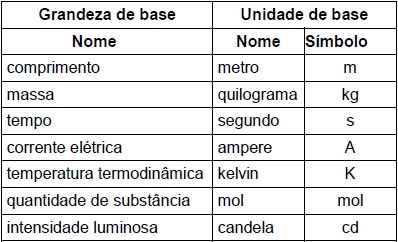 Grandeza de base Unidade de base
Nome Nome Símbolo
comprimento metro m
massa quilograma kg
tempo segundo s
corrente elétrica ampere A
temperatura termodinâmica kelvin K
quantidade de substância mol mol
intensidade luminosa candela cd